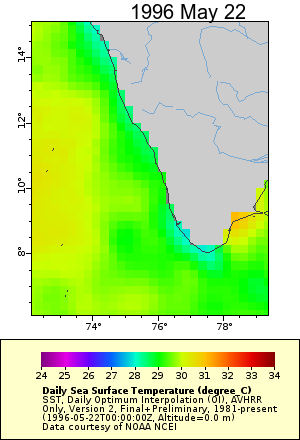 1996 May 22
14°
12°
10°
8°
74° 76° 78°
24 25 26 27 28 29 30 31 32 33 34
Daily Sea Surface Temperature (degree_C)
SST, Daily Optimum Interpolation (OI), AVHRR
Only, Version 2, Final+Preliminary, 1981-present
(1996-05-22T00:00:00Z, Altitude=0.0 m)
Data courtesy of NOAA NCEI